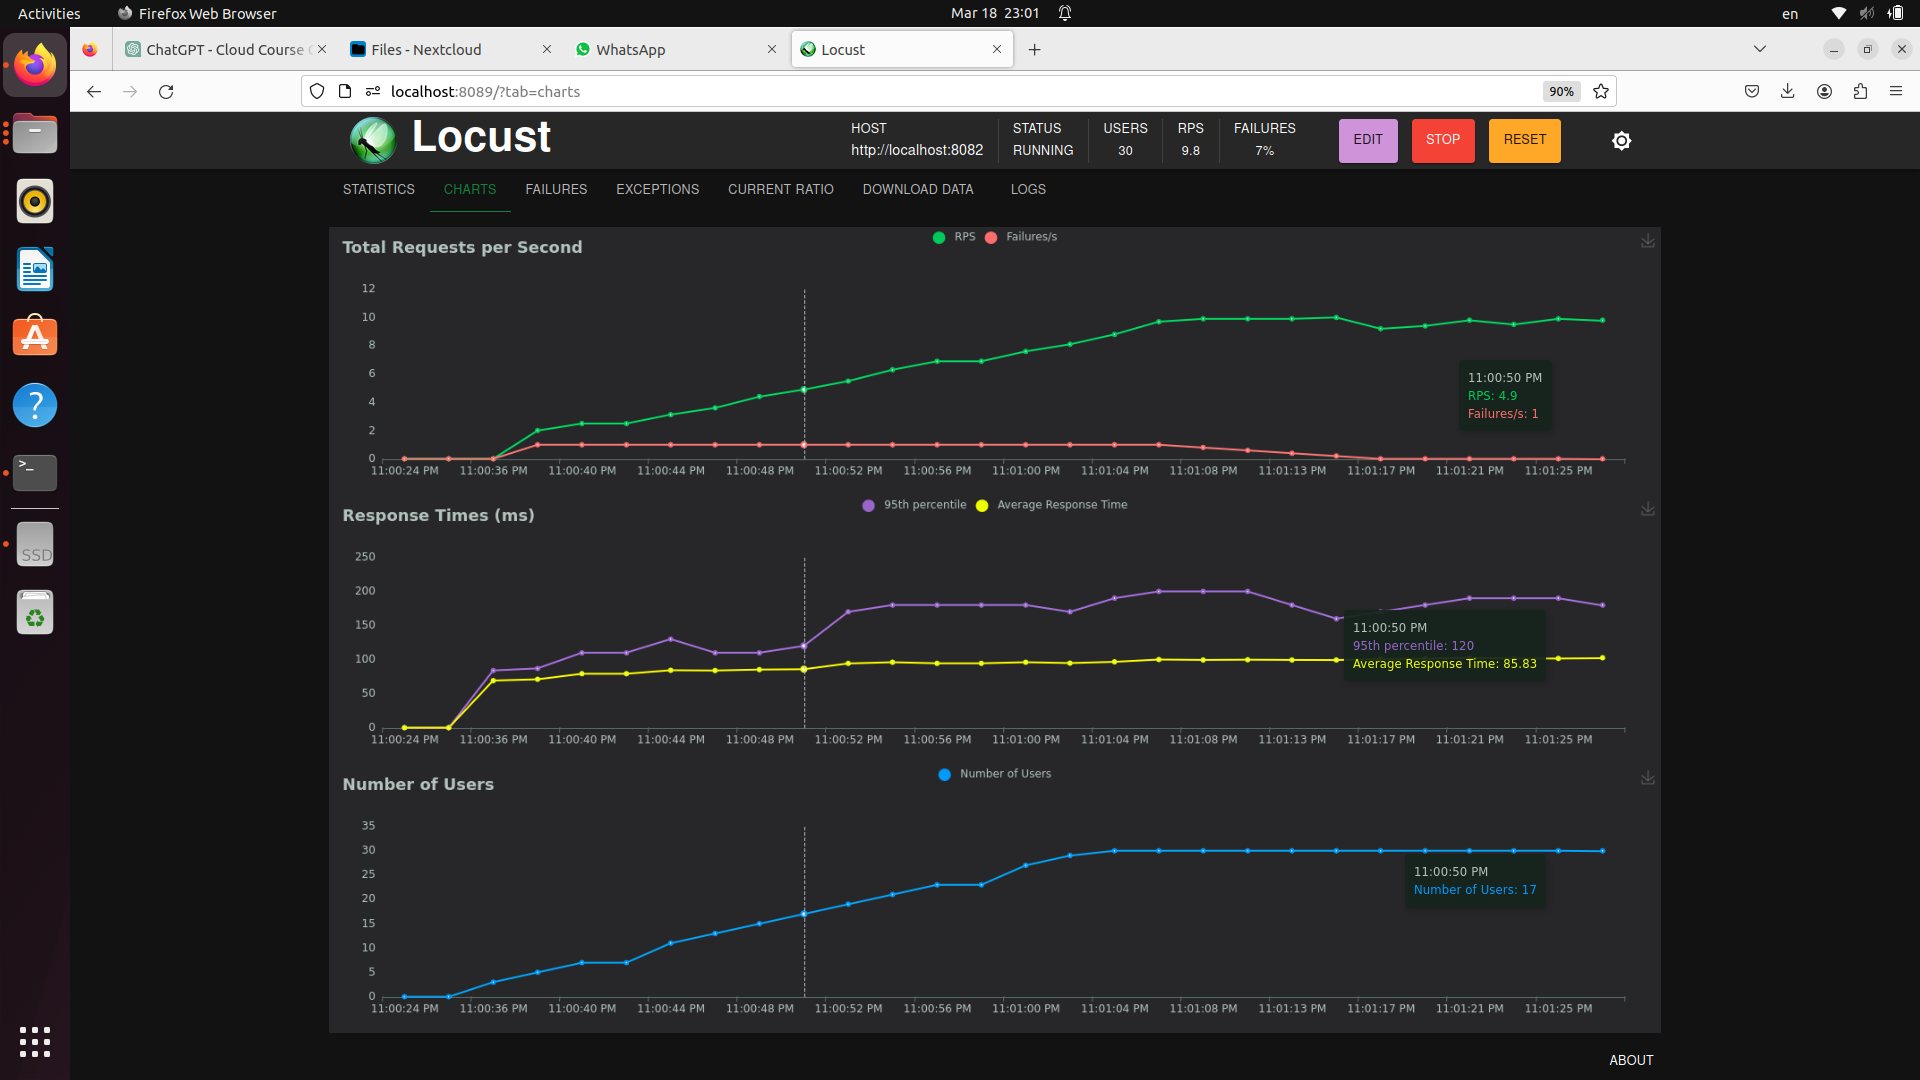 Activities
Firefox Web Browser
Mar 18 23:01
en
ChatGPT - Cloud Course
Files - Nextcloud
WhatsApp
Locust
localhost:8089/?tab=charts
90%
Locust
HOST
http://localhost:8082
STATUS
RUNNING
USERS
30
RPS
9.8
FAILURES
7%
EDIT
STOP
RESET
STATISTICS
CHARTS
FAILURES
EXCEPTIONS
CURRENT RATIO
DOWNLOAD DATA
LOGS
Total Requests per Second
RPS
Failures/s
12
10
8
6
4
2
0
11:00:50 PM
RPS: 4.9
Failures/s: 1
11:00:24 PM
11:00:36 PM
11:00:40 PM
11:00:44 PM
11:00:48 PM
11:00:52 PM
11:00:56 PM
11:01:00 PM
11:01:04 PM
11:01:08 PM
11:01:13 PM
11:01:17 PM
11:01:21 PM
11:01:25 PM
Response Times (ms)
95th percentile
Average Response Time
250
200
150
100
50
0
11:00:50 PM
95th percentile: 120
Average Response Time: 85.83
11:00:24 PM
11:00:36 PM
11:00:40 PM
11:00:44 PM
11:00:48 PM
11:00:52 PM
11:00:56 PM
11:01:00 PM
11:01:04 PM
11:01:08 PM
11:01:13 PM
11:01:17 PM
11:01:21 PM
11:01:25 PM
Number of Users
Number of Users
35
30
25
20
15
10
5
0
11:00:50 PM
Number of Users: 17
11:00:24 PM
11:00:36 PM
11:00:40 PM
11:00:44 PM
11:00:48 PM
11:00:52 PM
11:00:56 PM
11:01:00 PM
11:01:04 PM
11:01:08 PM
11:01:13 PM
11:01:17 PM
11:01:21 PM
11:01:25 PM
SSD
ABOUT